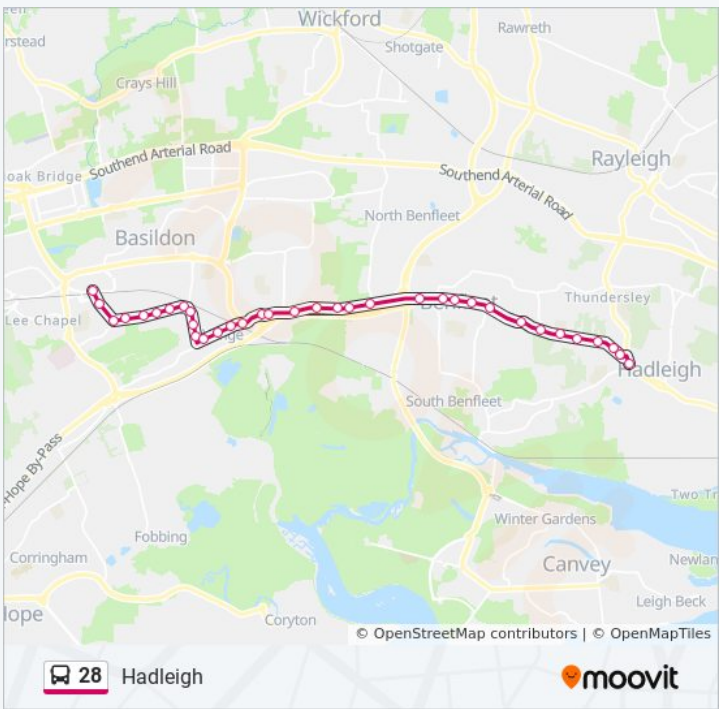 Wickford
Rawreth
Shotgate
Crays Hill
Southend Arterial Road
Rayleigh
oak Bridge
Southend Arterial Road
North Benfleet
Basildon
Thundersley
Lee Chapel
Hadleigh
South Benfleet
-Hope By-Pass
Two Tr
Winter Gardens
Fobbing
Corringham
Canvey
Newlan
lope
Leigh Beck
Coryton
© OpenStreetMap contributors | © OpenMapTiles
28 Hadleigh
moovit